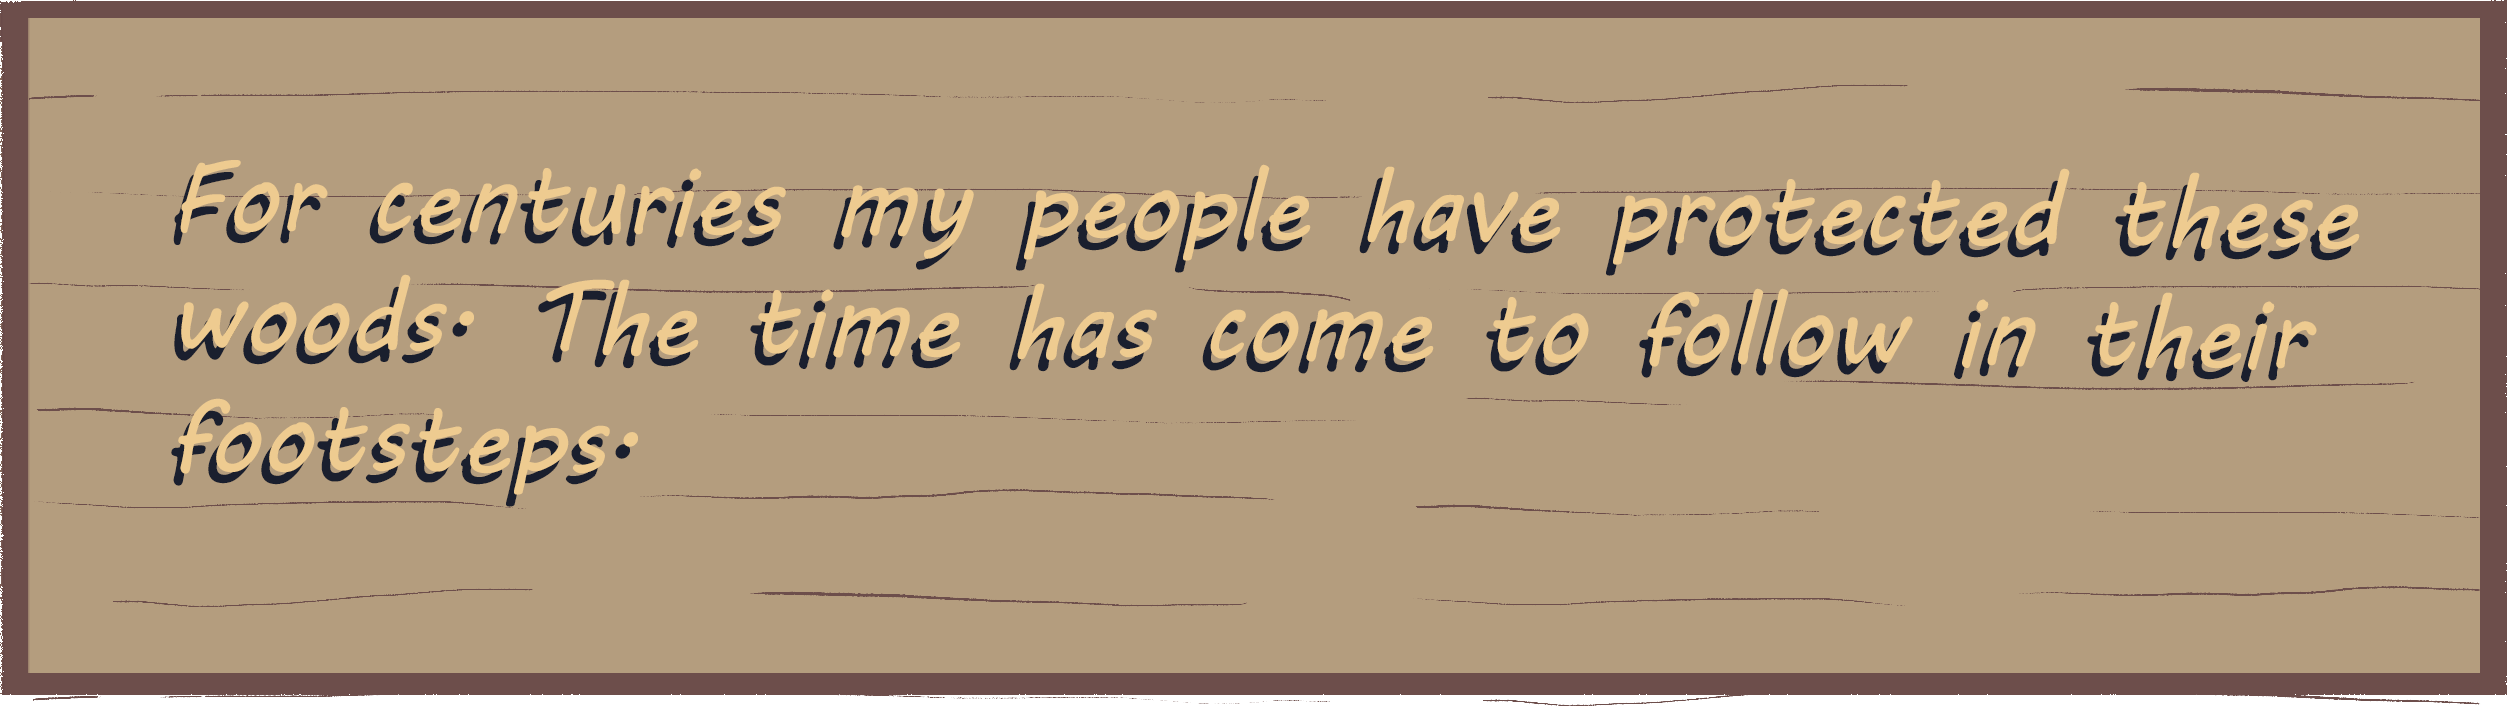 For centuries my people have protected these
woods. The time has come to follow in their
footsteps.